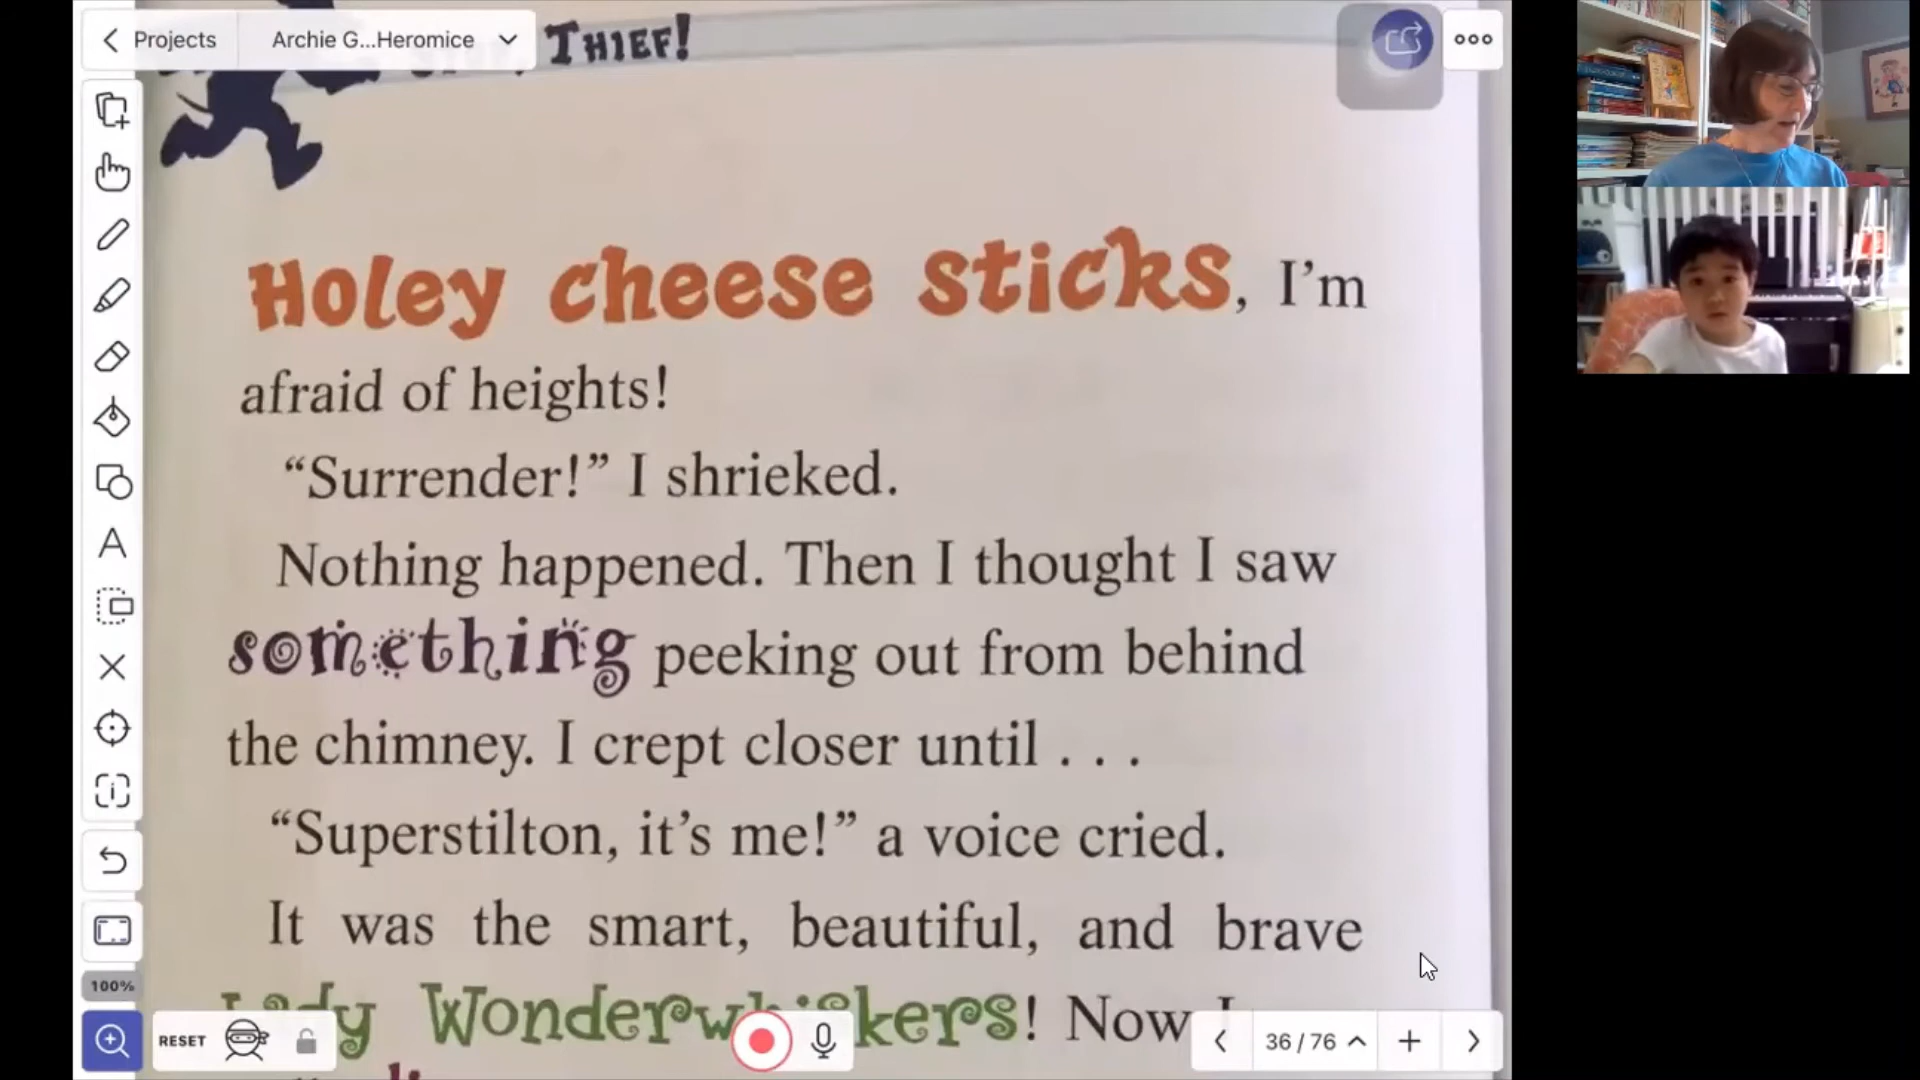 Projects
Archie G...Heromice
THIEF!
Holey cheese sticks, I'm
afraid of heights!
“Surrender!” I shrieked.
Nothing happened. Then I thought I saw
something peeking out from behind
the chimney. I crept closer until . . .
“Superstilton, it's me!” a voice cried.
It was the smart, beautiful, and brave
Lady Wonderwhiskers! Now I
100%
RESET
36 / 76